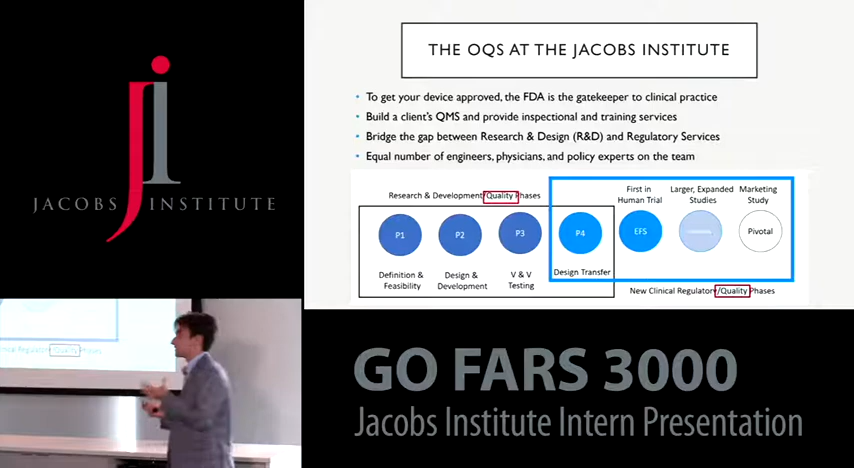 JACOBS INSTITUTE
THE OQS AT THE JACOBS INSTITUTE
• To get your device approved, the FDA is the gatekeeper to clinical practice
• Build a client's QMS and provide inspectional and training services
• Bridge the gap between Research & Design (R&D) and Regulatory Services
• Equal number of engineers, physicians, and policy experts on the team
Research & Development/Quality Phases
First in
Human Trial
Larger, Expanded
Studies
Marketing
Study
P1
P2
P3
P4
EFS
Pivotal
Definition &
Feasibility
Design &
Development
V & V
Testing
Design Transfer
New Clinical Regulatory/Quality Phases
GO FARS 3000
Jacobs Institute Intern Presentation